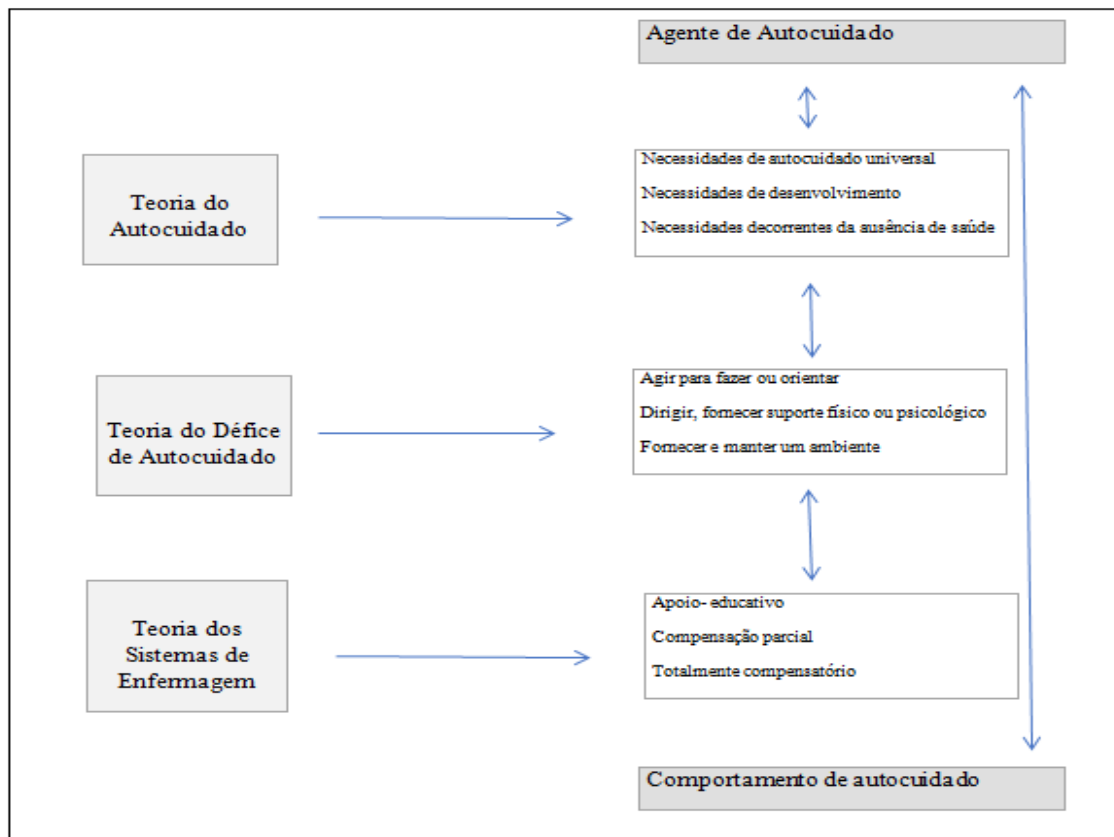 Agente de Autocuidado
Teoria do
Autocuidado
Necessidades de autocuidado universal
Necessidades de desenvolvimento
Necessidades decorrentes da ausência de saúde
Teoria do Défice
de Autocuidado
Agir para fazer ou orientar
Dirigir, fornecer suporte físico ou psicológico
Fornecer e manter um ambiente
Teoria dos
Sistemas de
Enfermagem
Apoio- educativo
Compensação parcial
Totalmente compensatório
Comportamento de autocuidado